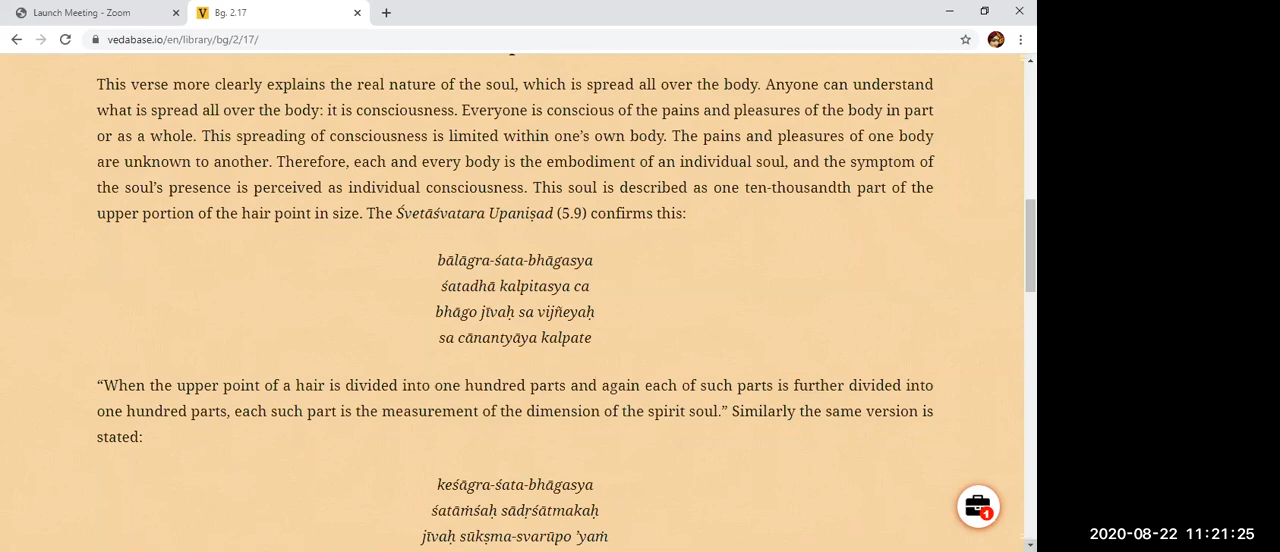 Launch Meeting - Zoom
Bg. 2.17
vedabase.io/en/library/bg/2/17/
This verse more clearly explains the real nature of the soul, which is spread all over the body. Anyone can understand
what is spread all over the body: it is consciousness. Everyone is conscious of the pains and pleasures of the body in part
or as a whole. This spreading of consciousness is limited within one’s own body. The pains and pleasures of one body
are unknown to another. Therefore, each and every body is the embodiment of an individual soul, and the symptom of
the soul’s presence is perceived as individual consciousness. This soul is described as one ten-thousandth part of the
upper portion of the hair point in size. The Śvetāśvatara Upaniṣad (5.9) confirms this:
bālāgra-śata-bhāgasya
śatadhā kalpitasya ca
bhāgo jīvaḥ sa vijñeyaḥ
sa cānantyāya kalpate
“When the upper point of a hair is divided into one hundred parts and again each of such parts is further divided into
one hundred parts, each such part is the measurement of the dimension of the spirit soul.” Similarly the same version is
stated:
keśāgra-śata-bhāgasya
śatāṁśaḥ sādṛśātmakaḥ
jīvaḥ sūkṣma-svarūpo ’yaṁ
1
2020-08-22 11:21:25